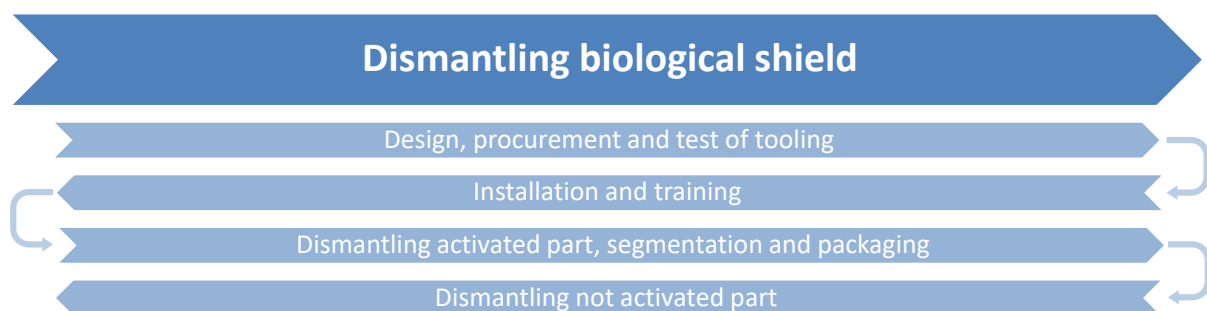 Dismantling biological shield
Design, procurement and test of tooling
Installation and training
Dismantling activated part, segmentation and packaging
Dismantling not activated part